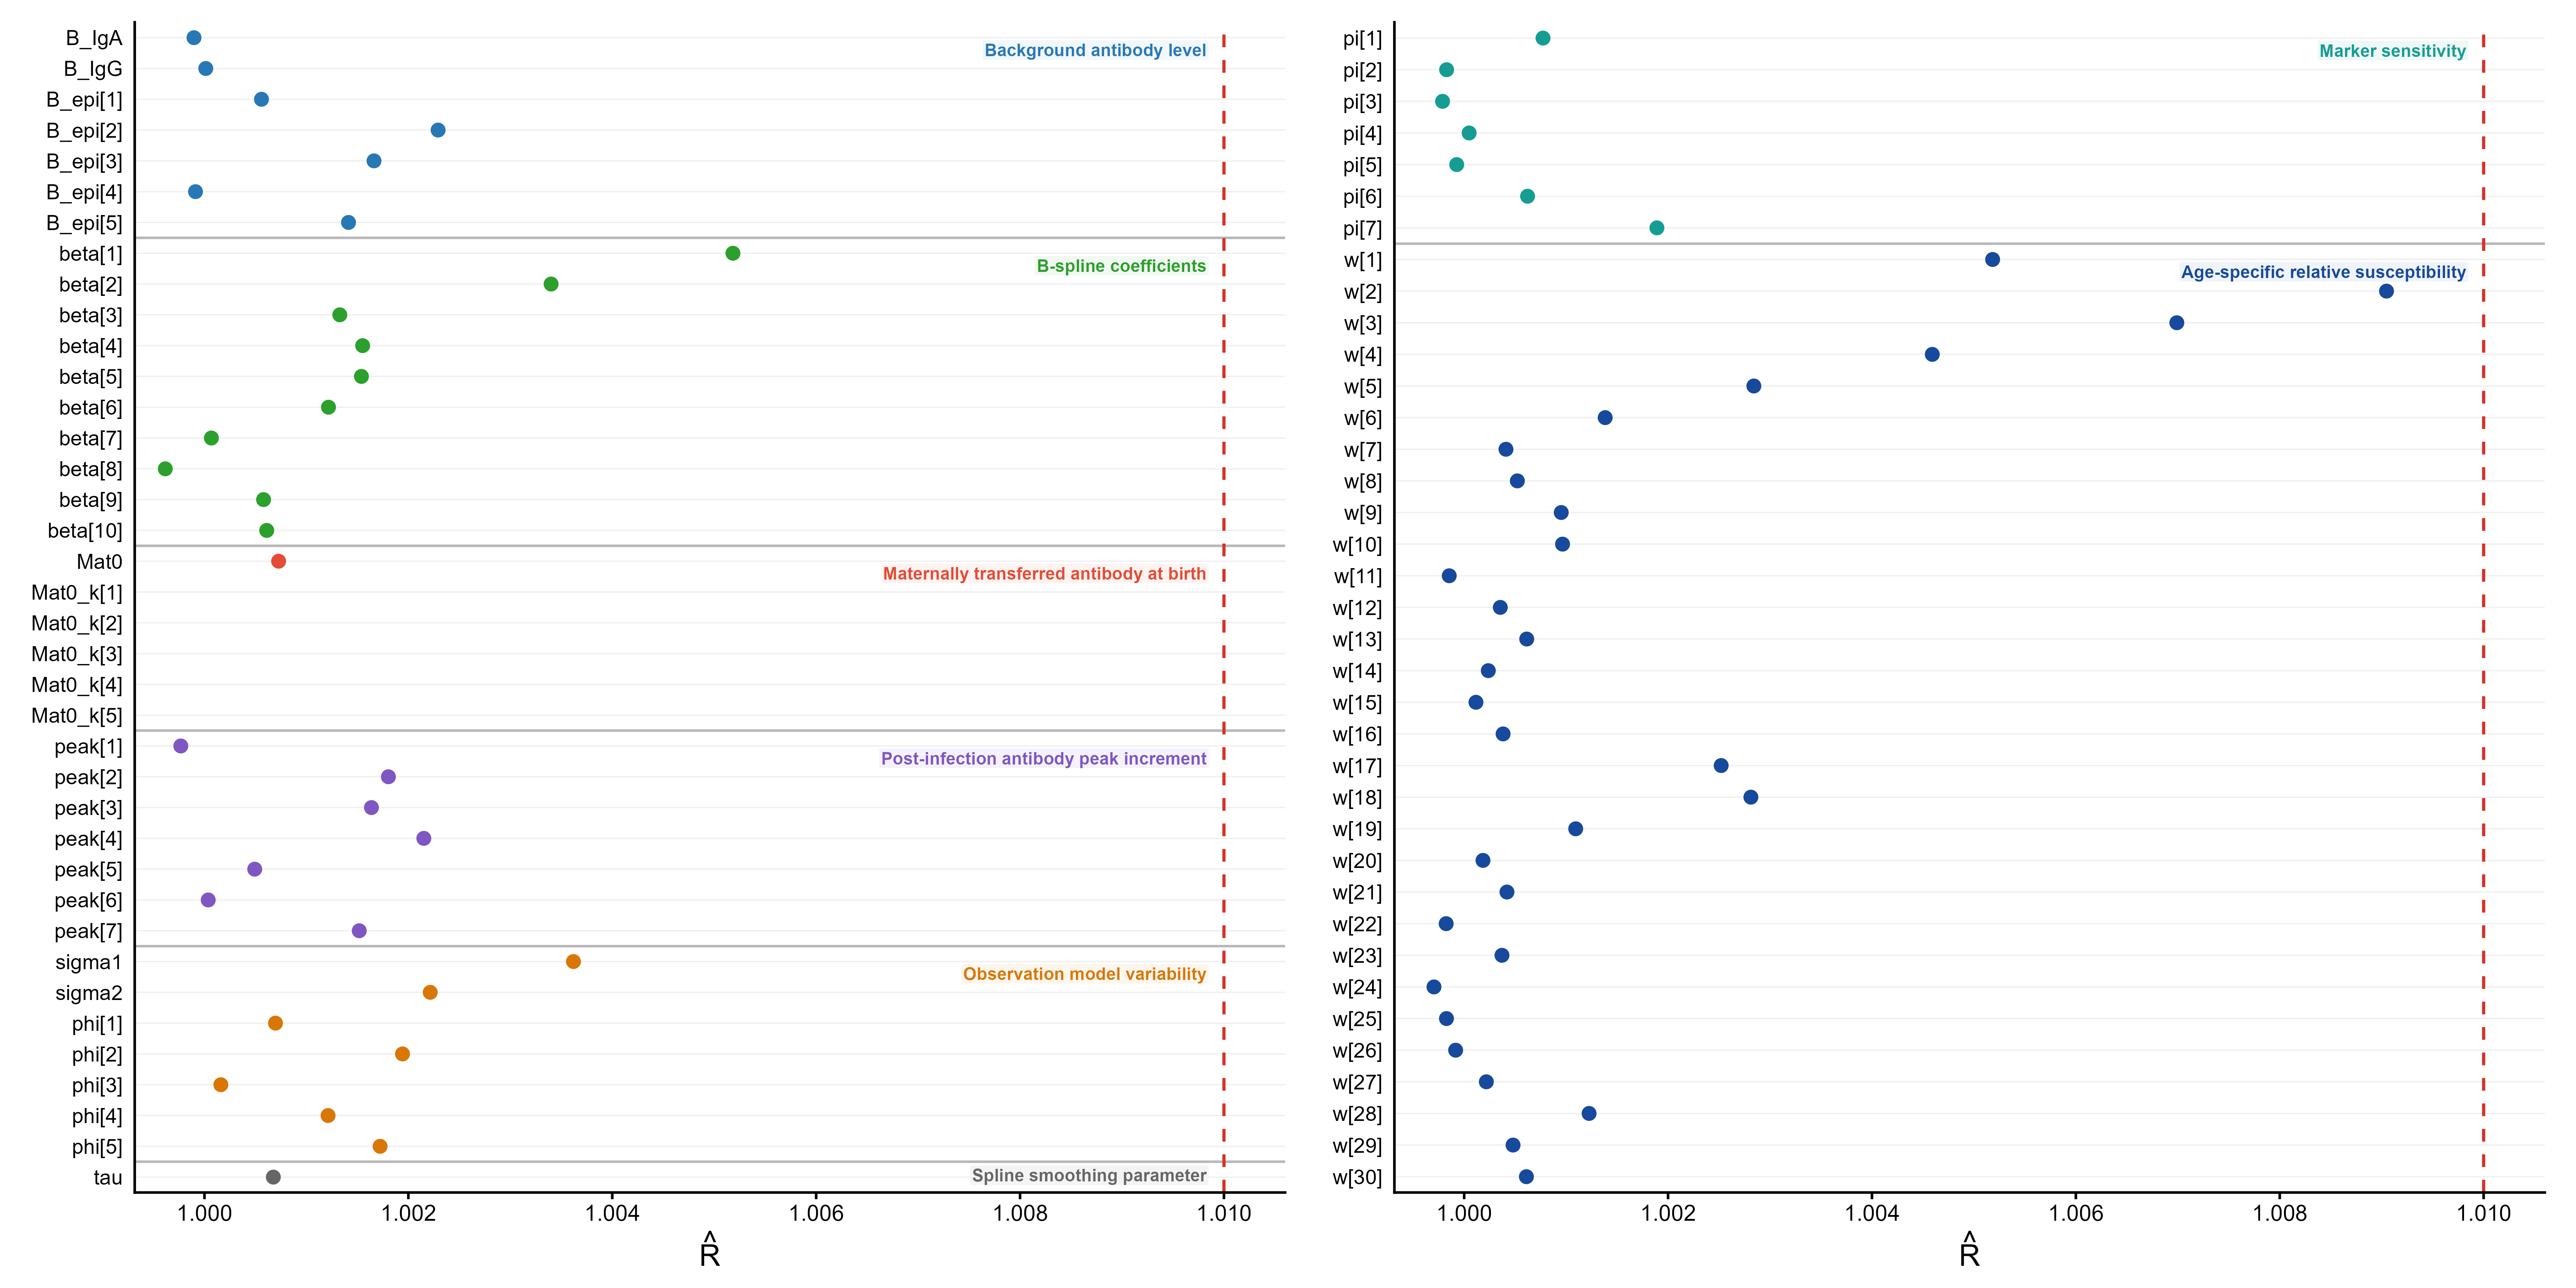 B_IgA
Background antibody level
B_IgG
B_epi[1]
B_epi[2]
B_epi[3]
B_epi[4]
B_epi[5]
beta[1]
B-spline coefficients
beta[2]
beta[3]
beta[4]
beta[5]
beta[6]
beta[7]
beta[8]
beta[9]
beta[10]
Mat0
Maternally transferred antibody at birth
Mat0_k[1]
Mat0_k[2]
Mat0_k[3]
Mat0_k[4]
Mat0_k[5]
peak[1]
Post-infection antibody peak increment
peak[2]
peak[3]
peak[4]
peak[5]
peak[6]
peak[7]
sigma1
Observation model variability
sigma2
phi[1]
phi[2]
phi[3]
phi[4]
phi[5]
tau
Spline smoothing parameter
1.000 1.002 1.004 1.006 1.008 1.010
R̂
pi[1]
Marker sensitivity
pi[2]
pi[3]
pi[4]
pi[5]
pi[6]
pi[7]
w[1]
Age-specific relative susceptibility
w[2]
w[3]
w[4]
w[5]
w[6]
w[7]
w[8]
w[9]
w[10]
w[11]
w[12]
w[13]
w[14]
w[15]
w[16]
w[17]
w[18]
w[19]
w[20]
w[21]
w[22]
w[23]
w[24]
w[25]
w[26]
w[27]
w[28]
w[29]
w[30]
1.000 1.002 1.004 1.006 1.008 1.010
R̂